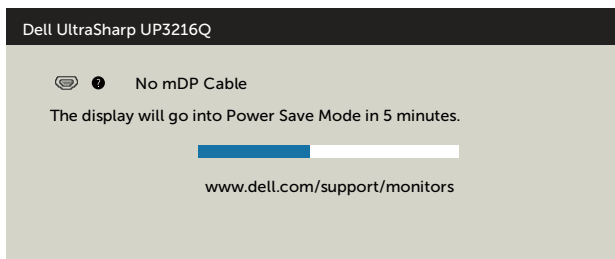 Dell UltraSharp UP3216Q
? No mDP Cable
The display will go into Power Save Mode in 5 minutes.
www.dell.com/support/monitors